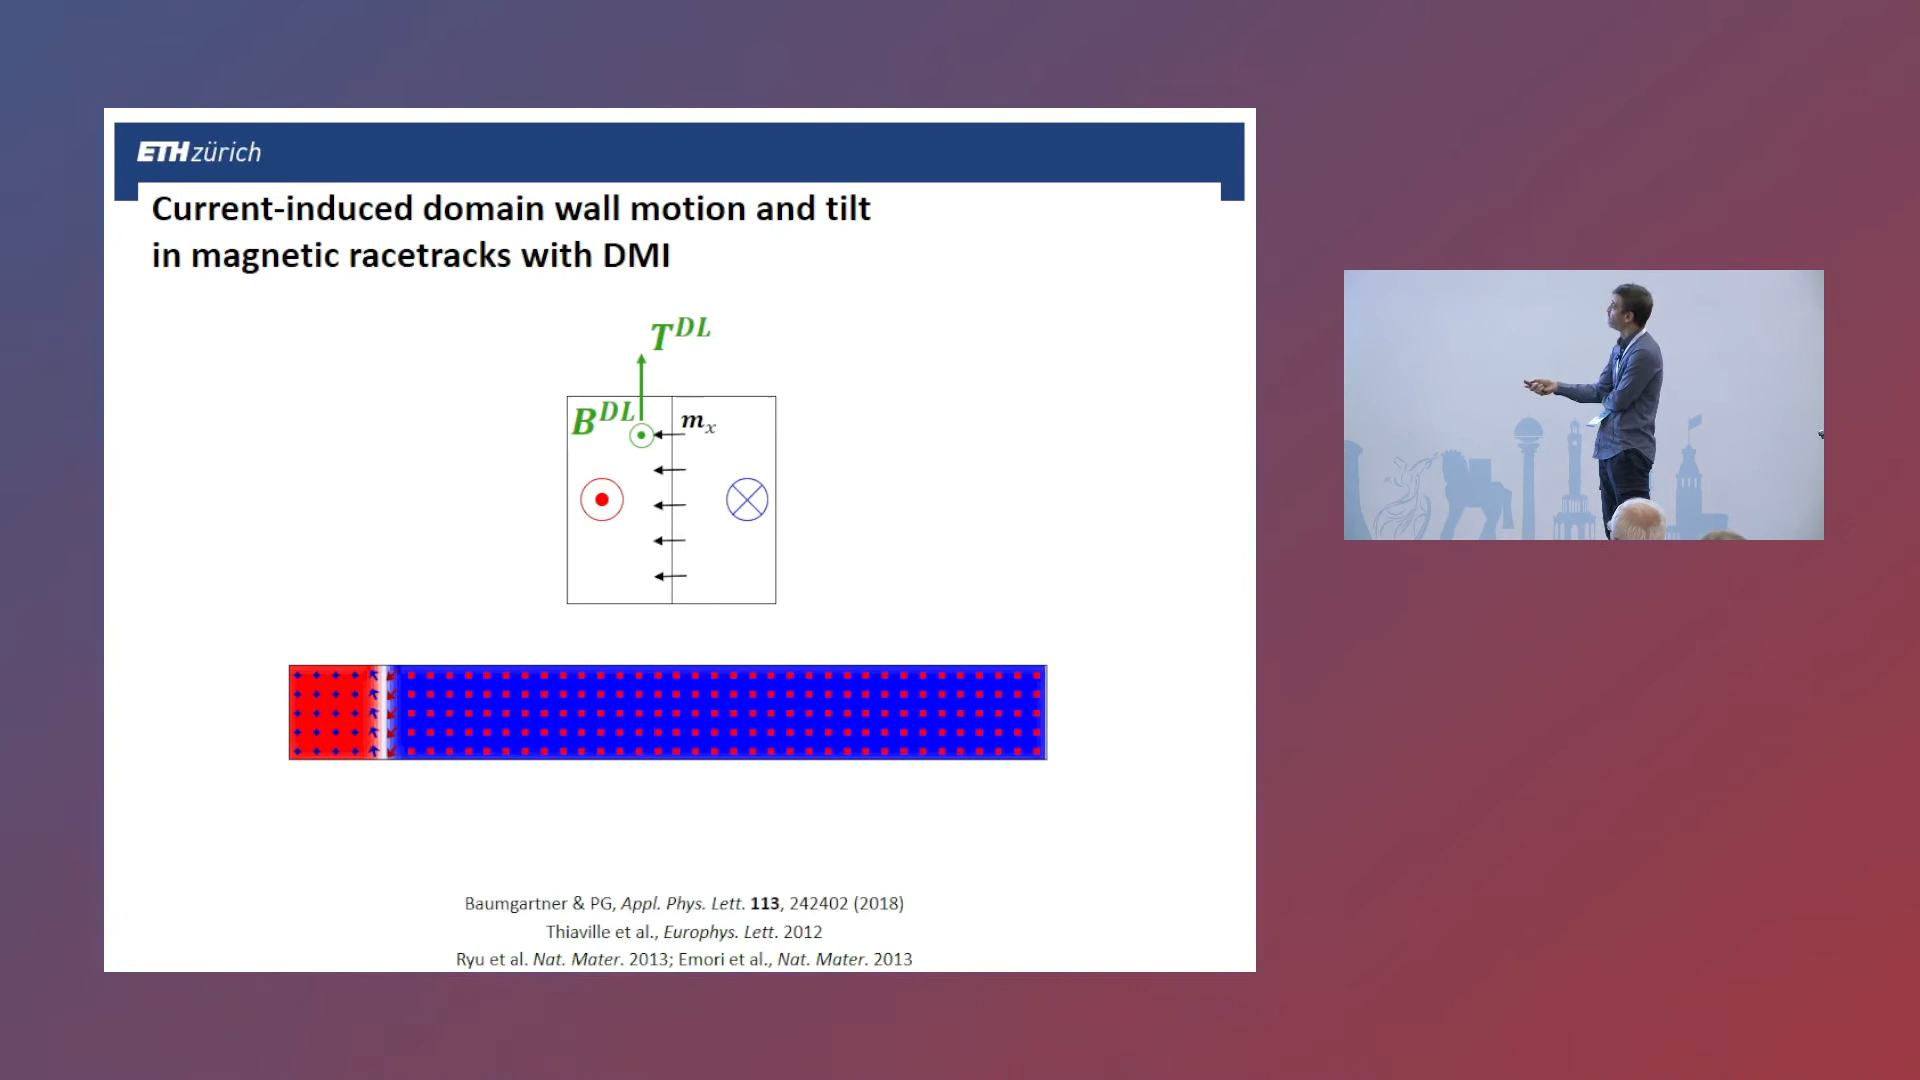 ETH zürich
Current-induced domain wall motion and tilt
in magnetic racetracks with DMI
T^{DL}
B^{DL}
m_x
Baumgartner & PG, Appl. Phys. Lett. 113, 242402 (2018)
Thiaville et al., Europhys. Lett. 2012
Ryu et al. Nat. Mater. 2013; Emori et al., Nat. Mater. 2013